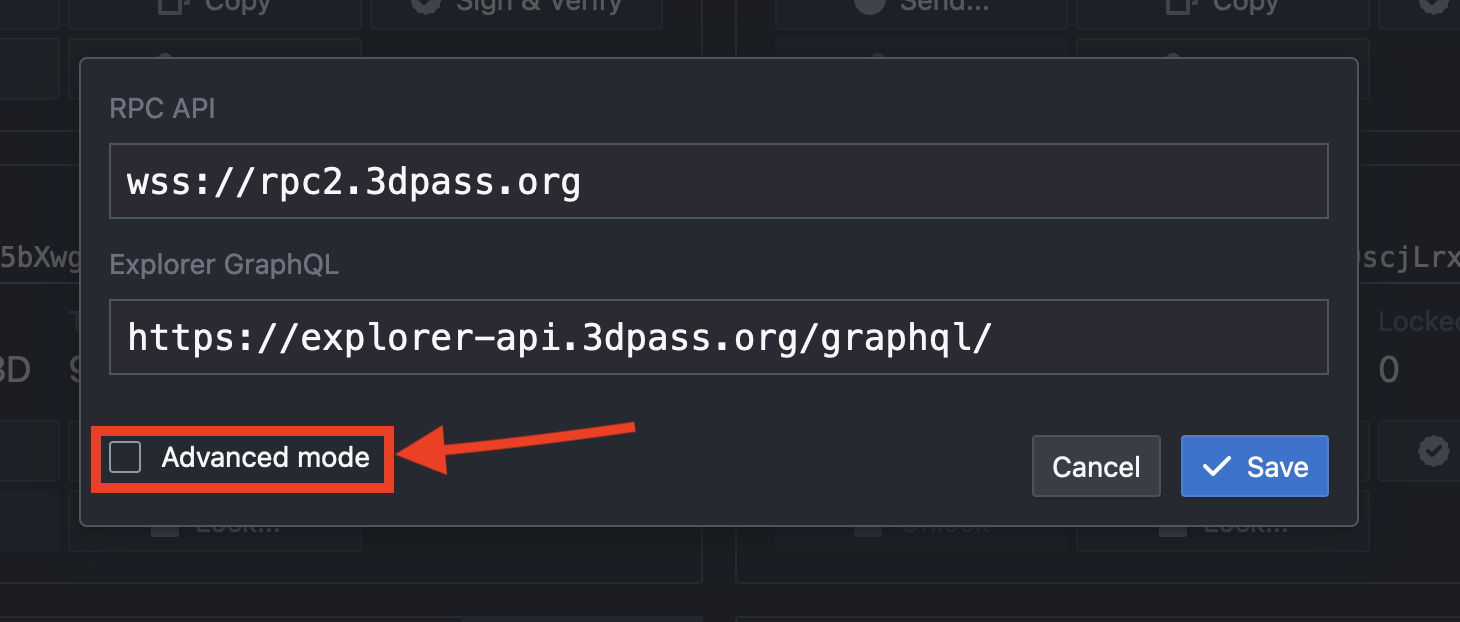 Copy Sign & Verify Send... Copy
RPC API
wss://rpc2.3dpass.org
5bXwg scjLrx
Explorer GraphQL
https://explorer-api.3dpass.org/graphql/
Locked
3D 0
Advanced mode
Cancel Save
Lock... Unlock Lock...